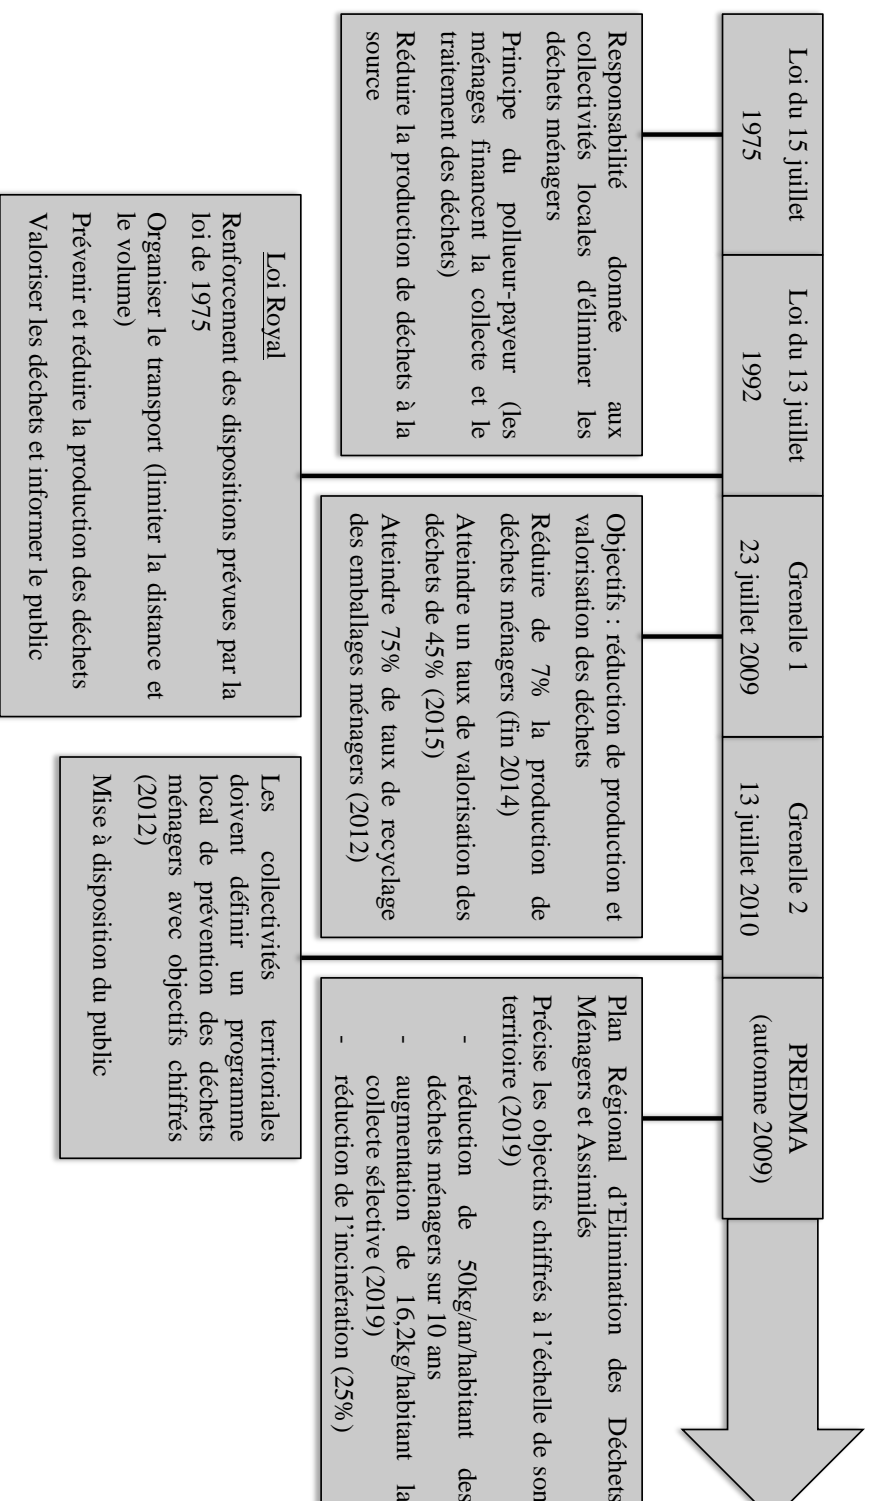 Loi du 15 juillet
1975
Loi du 13 juillet
1992
Grenelle 1
23 juillet 2009
Grenelle 2
13 juillet 2010
PREDMA
(automne 2009)
Responsabilité donnée aux
collectivités locales d'éliminer les
déchets ménagers
Principe du pollueur-payeur (les
ménages financent la collecte et le
traitement des déchets)
Réduire la production de déchets à la
source
Objectifs : réduction de production et
valorisation des déchets
Réduire de 7% la production de
déchets ménagers (fin 2014)
Atteindre un taux de valorisation des
déchets de 45% (2015)
Atteindre 75% de taux de recyclage
des emballages ménagers (2012)
Plan Régional d’Elimination des Déchets
Ménagers et Assimilés
Précise les objectifs chiffrés à l’échelle de son
territoire (2019)
- réduction de 50kg/an/habitant des
déchets ménagers sur 10 ans
- augmentation de 16,2kg/habitant la
collecte sélective (2019)
- réduction de l’incinération (25%)
Loi Royal
Renforcement des dispositions prévues par la
loi de 1975
Organiser le transport (limiter la distance et
le volume)
Prévenir et réduire la production des déchets
Valoriser les déchets et informer le public
Les collectivités territoriales
doivent définir un programme
local de prévention des déchets
ménagers avec objectifs chiffrés
(2012)
Mise à disposition du public